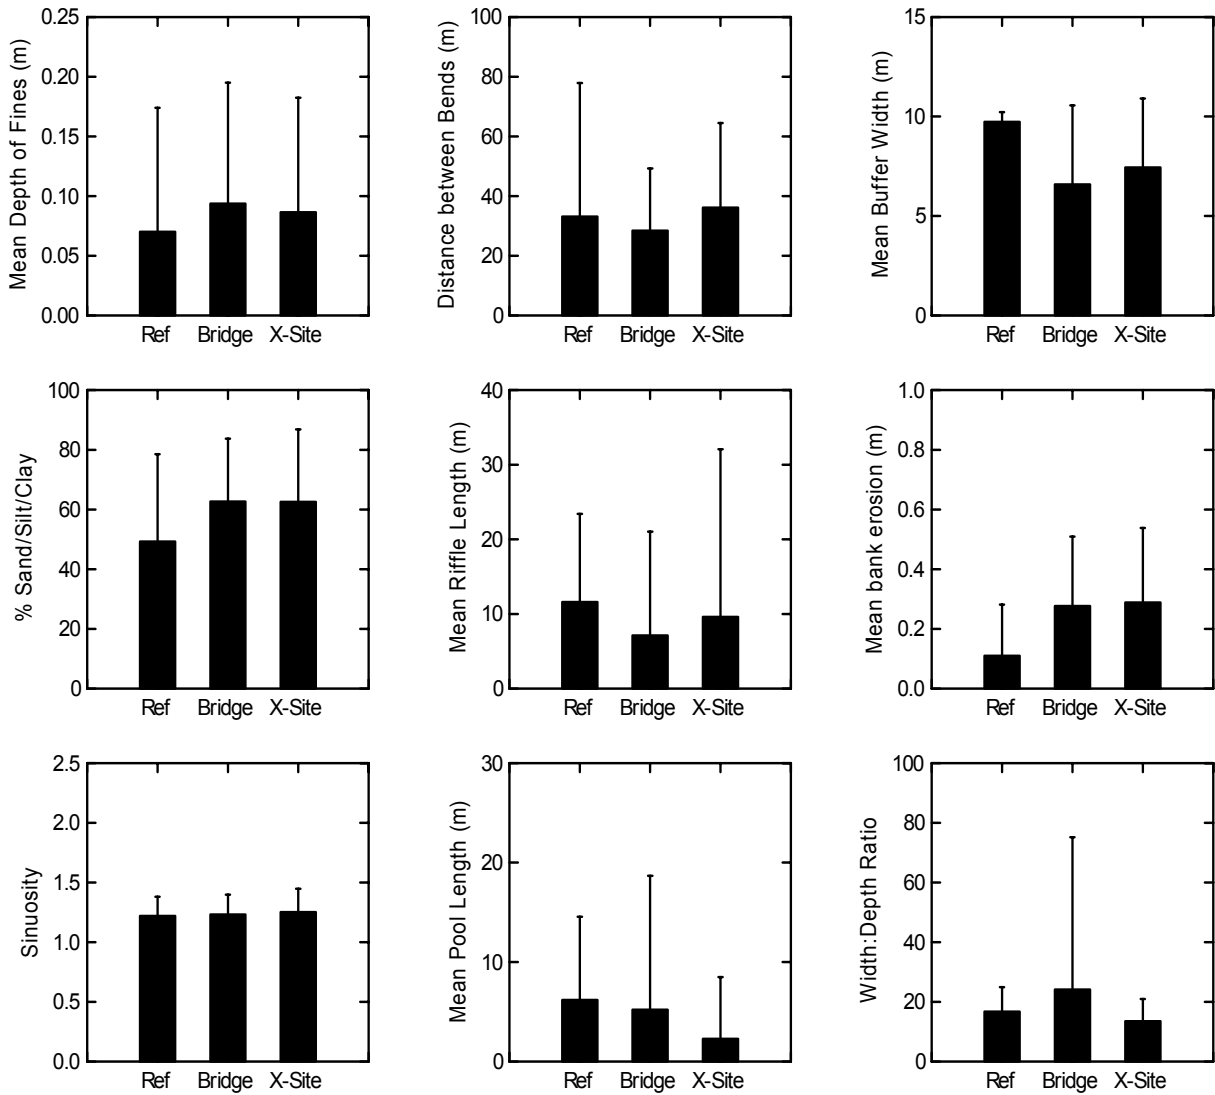 Mean Depth of Fines (m)
0.25
0.20
0.15
0.10
0.05
0.00
Ref Bridge X-Site
Distance between Bends (m)
100
80
60
40
20
0
Ref Bridge X-Site
Mean Buffer Width (m)
15
10
5
0
Ref Bridge X-Site
% Sand/Silt/Clay
100
80
60
40
20
0
Ref Bridge X-Site
Mean Riffle Length (m)
40
30
20
10
0
Ref Bridge X-Site
Mean bank erosion (m)
1.0
0.8
0.6
0.4
0.2
0.0
Ref Bridge X-Site
Sinuosity
2.5
2.0
1.5
1.0
0.5
0.0
Ref Bridge X-Site
Mean Pool Length (m)
30
20
10
0
Ref Bridge X-Site
Width:Depth Ratio
100
80
60
40
20
0
Ref Bridge X-Site